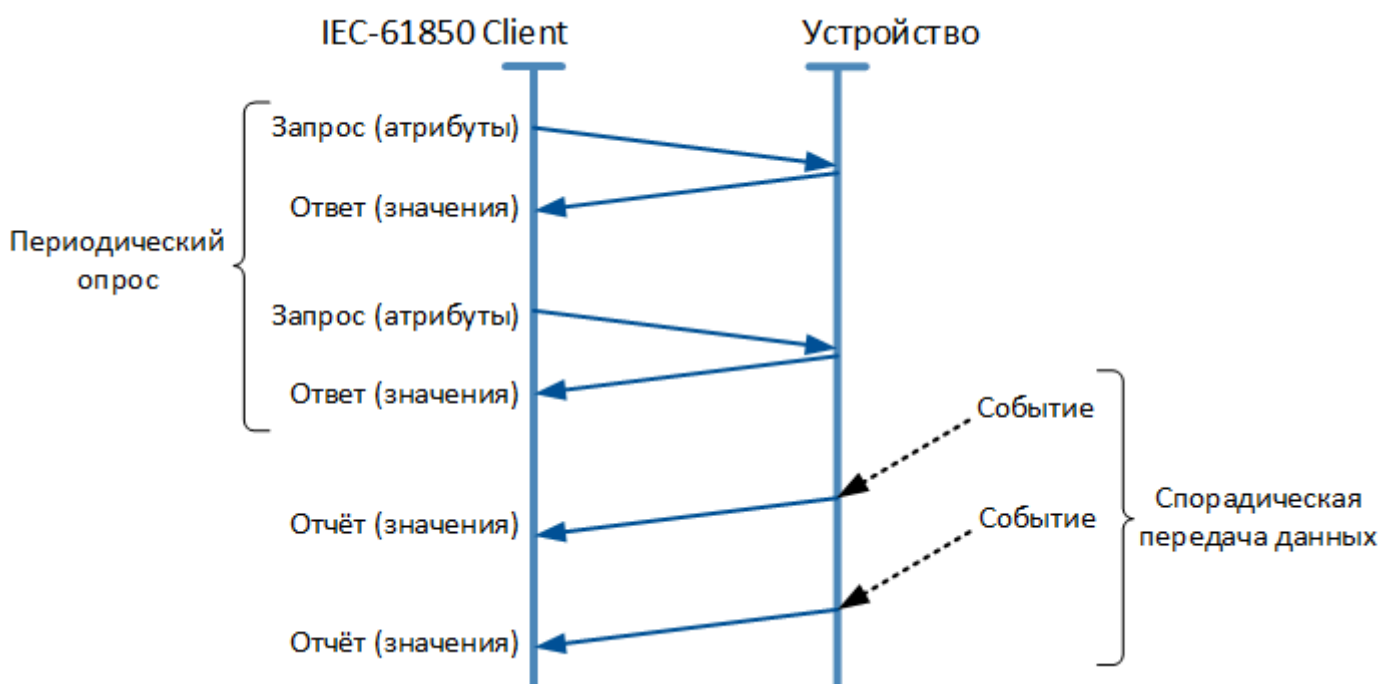 IEC-61850 Client
Устройство
Запрос (атрибуты)
Ответ (значения)
Периодический
опрос
Запрос (атрибуты)
Ответ (значения)
Событие
Отчёт (значения)
Событие
Спорадическая
передача данных
Отчёт (значения)